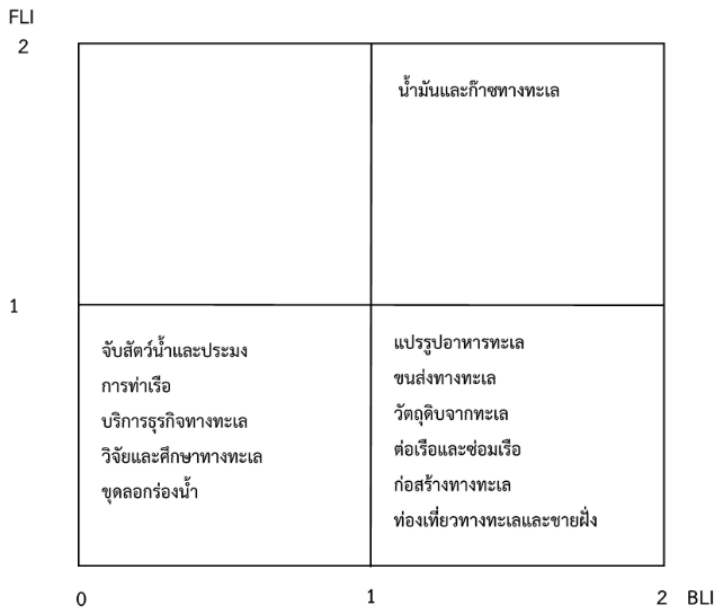 FLI
2
น้ำมันและก๊าซทางทะเล
1
จับสัตว์น้ำและประมง
การท่าเรือ
บริการธุรกิจทางทะเล
วิจัยและศึกษาทางทะเล
ขุดลอกร่องน้ำ
แปรรูปอาหารทะเล
ขนส่งทางทะเล
วัตถุดิบจากทะเล
ต่อเรือและซ่อมเรือ
ก่อสร้างทางทะเล
ท่องเที่ยวทางทะเลและชายฝั่ง
0 1 2 BLI